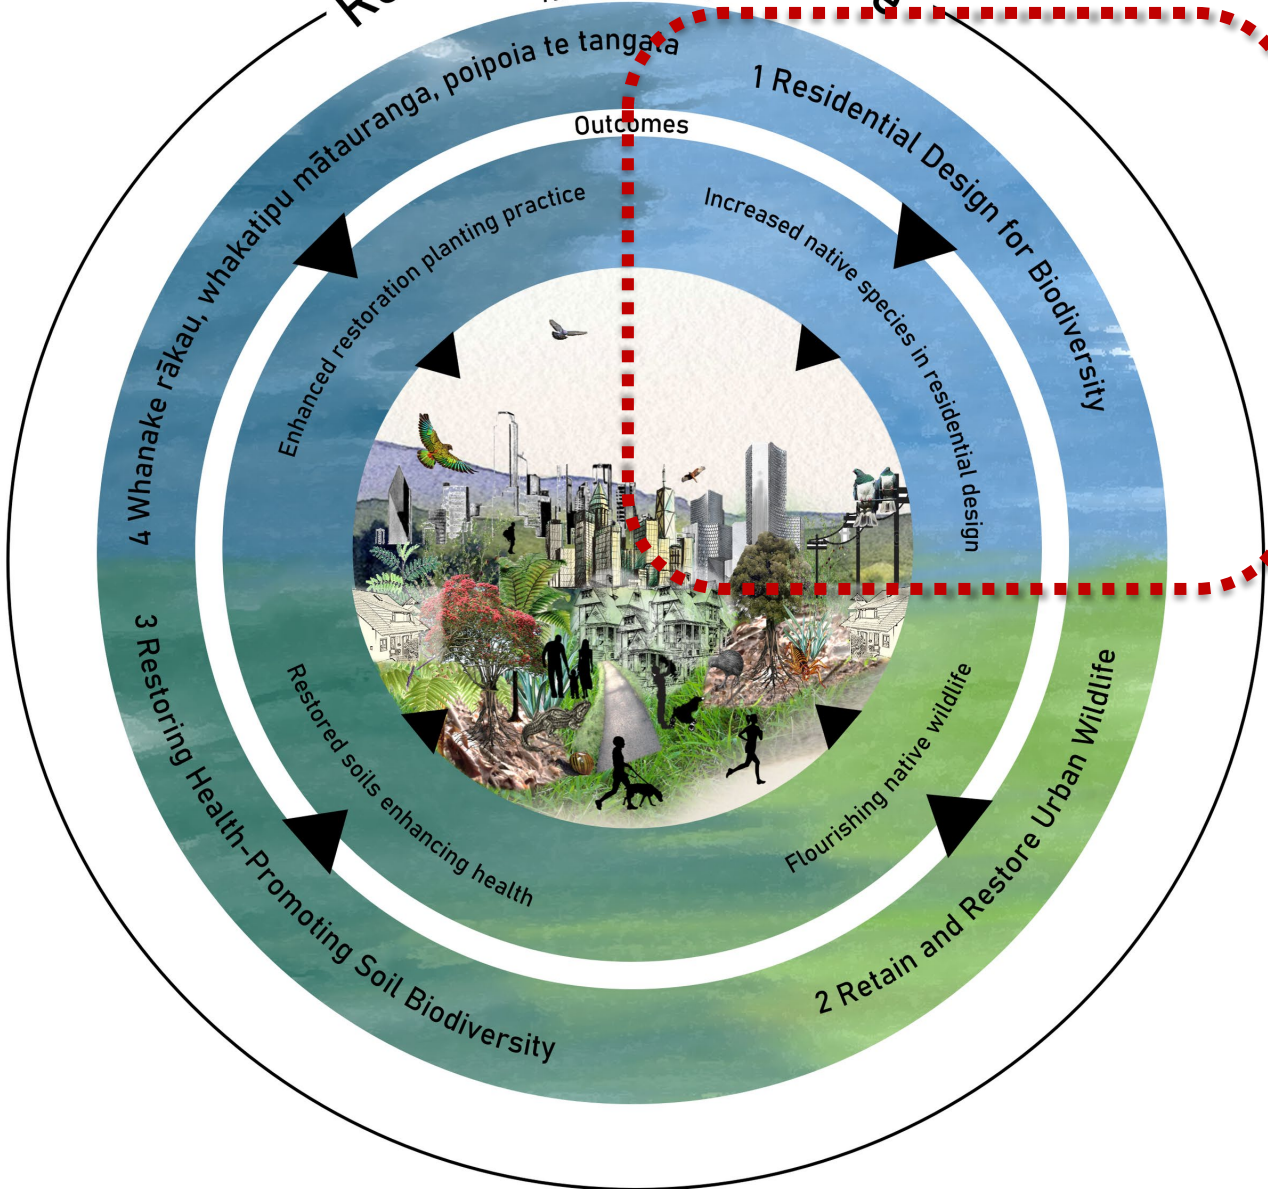 Outcomes
1 Residential Design for Biodiversity
Increased native species in residential design
2 Retain and Restore Urban Wildlife
Flourishing native wildlife
3 Restoring Health-Promoting Soil Biodiversity
Restored soils enhancing health
4 Whanake rākau, whakatipu mātauranga, poipoia te tangata
Enhanced restoration planting practice